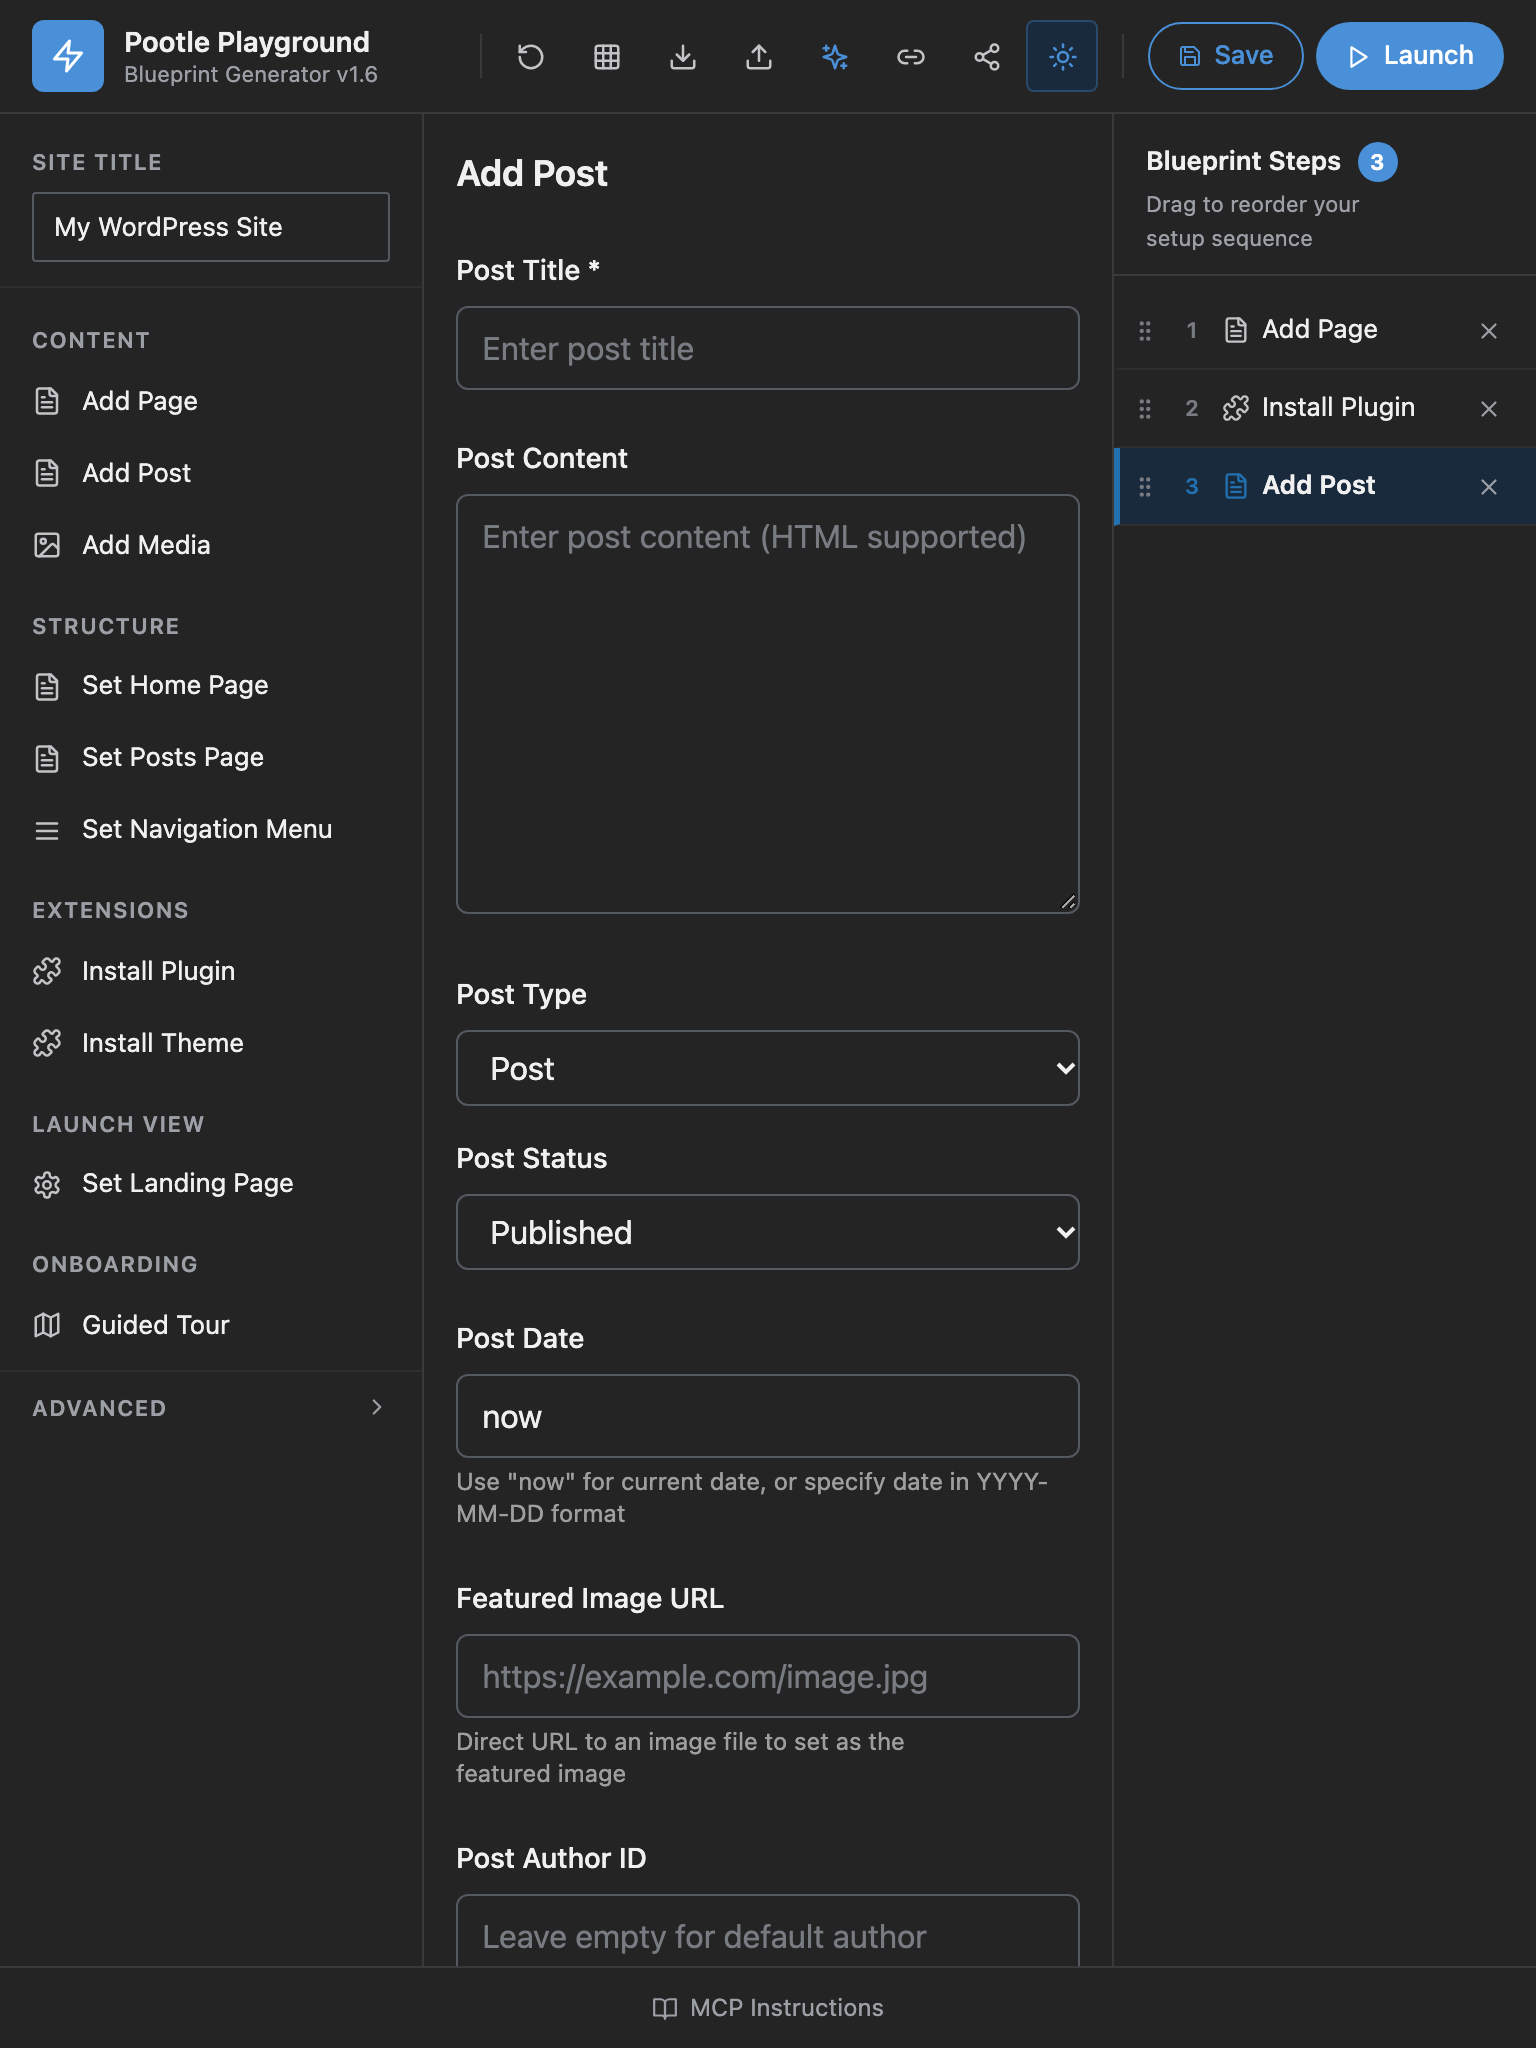 Pootle Playground
Blueprint Generator v1.6
Save
Launch
SITE TITLE
My WordPress Site
CONTENT
Add Page
Add Post
Add Media
STRUCTURE
Set Home Page
Set Posts Page
Set Navigation Menu
EXTENSIONS
Install Plugin
Install Theme
LAUNCH VIEW
Set Landing Page
ONBOARDING
Guided Tour
ADVANCED
Add Post
Post Title *
Enter post title
Post Content
Enter post content (HTML supported)
Post Type
Post
Post Status
Published
Post Date
now
Use "now" for current date, or specify date in YYYY-
MM-DD format
Featured Image URL
https://example.com/image.jpg
Direct URL to an image file to set as the
featured image
Post Author ID
Leave empty for default author
Blueprint Steps 3
Drag to reorder your
setup sequence
1 Add Page
2 Install Plugin
3 Add Post
MCP Instructions